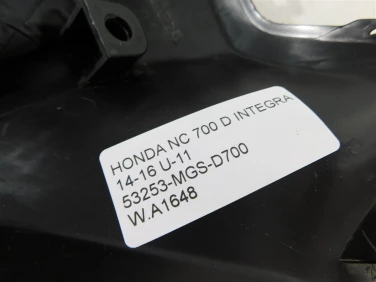 HONDA NC 700 D INTEGRA
14-16 U-11
53253-MGS-D700
W.A1648